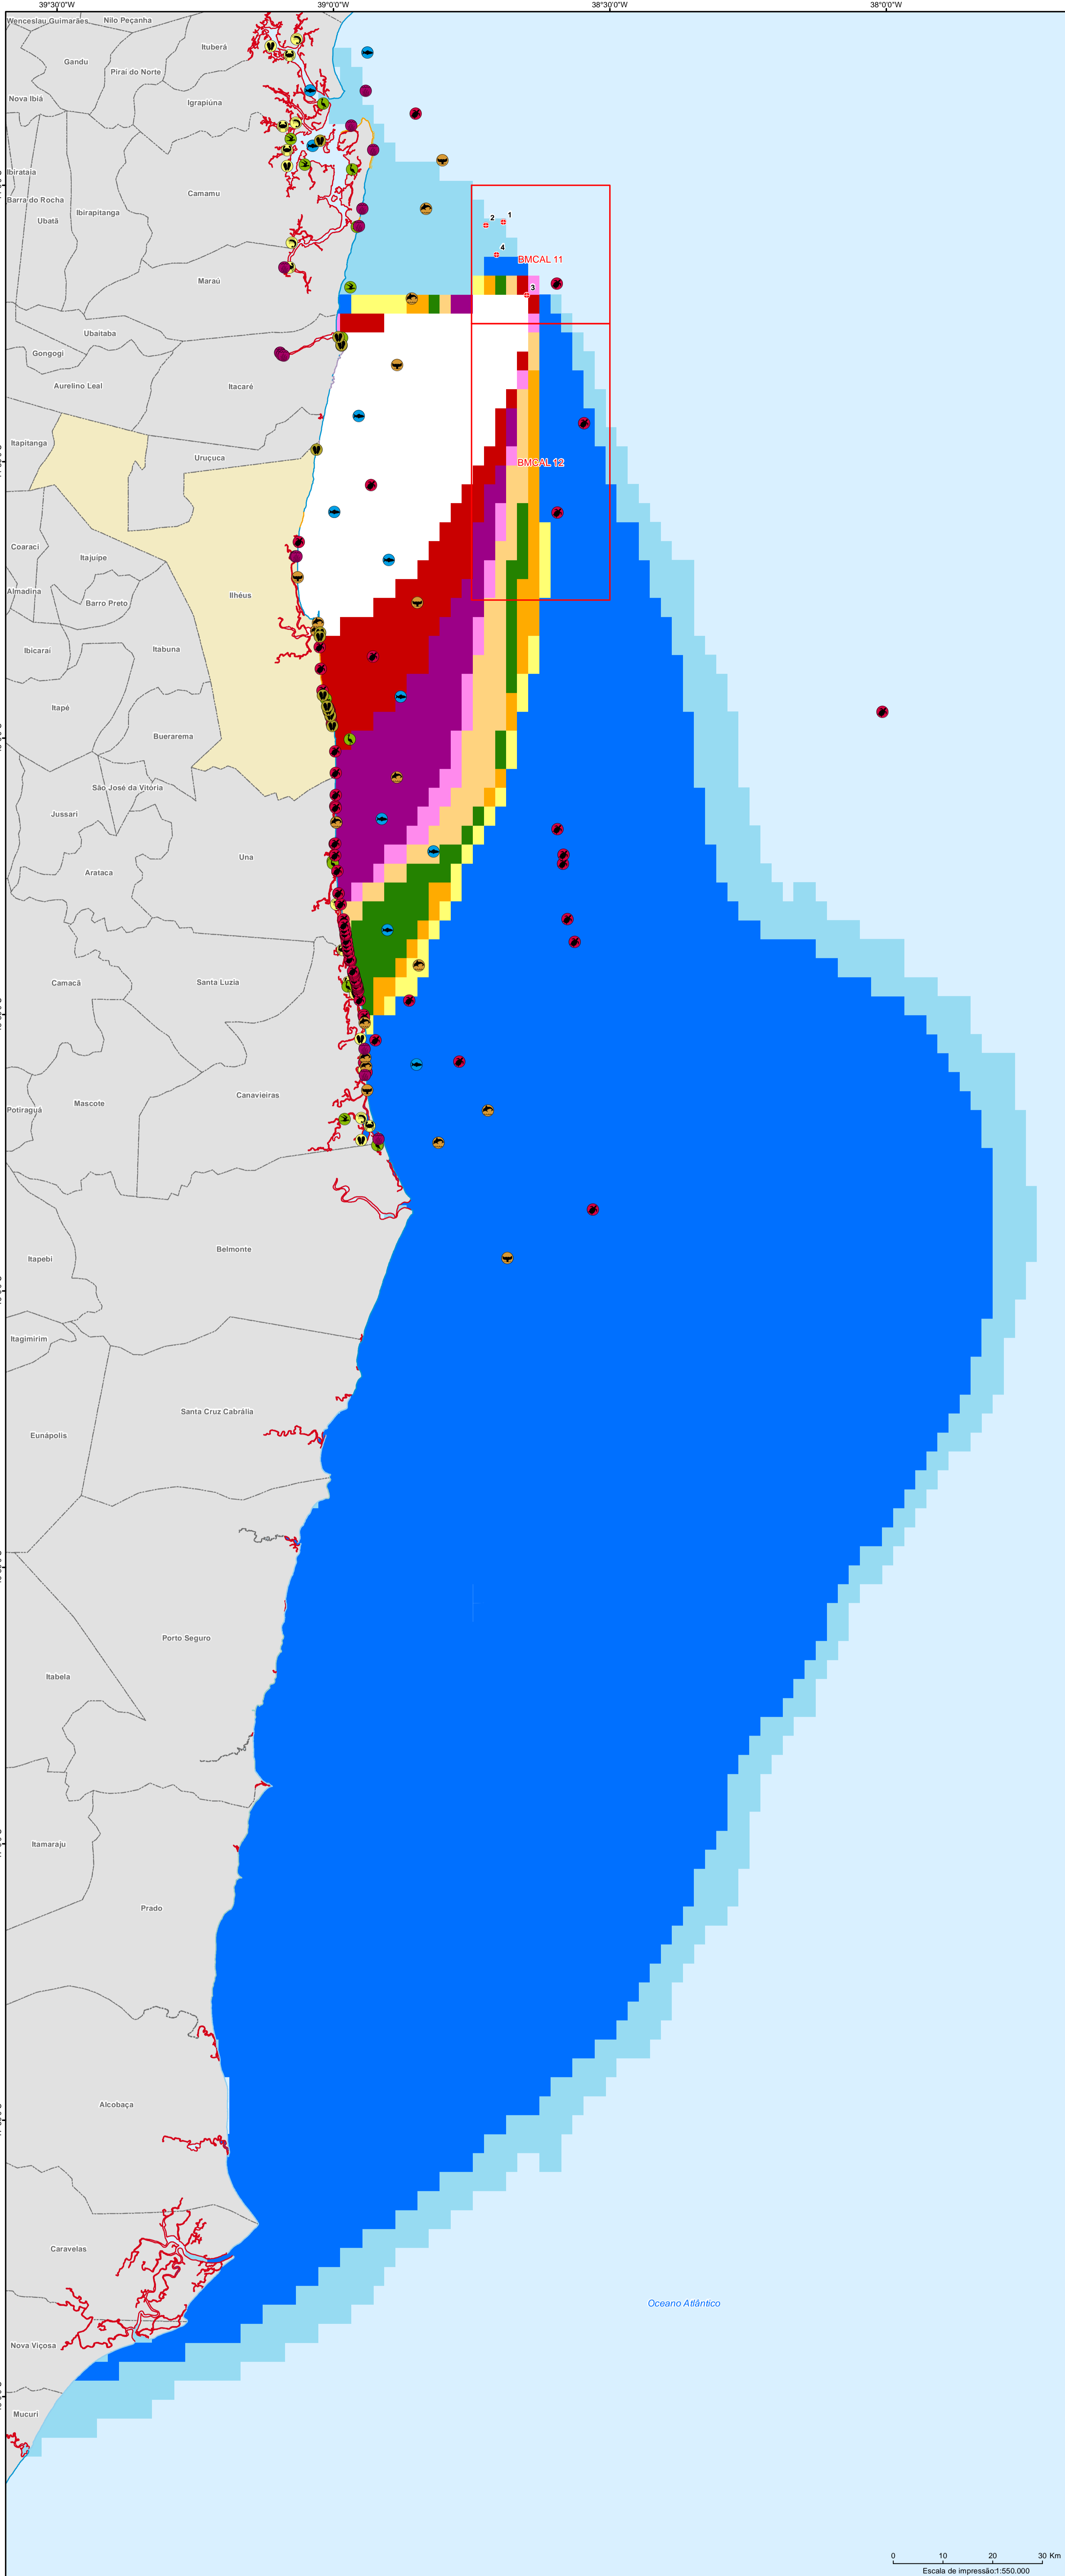 39°30'0"W 39°0'0"W 38°30'0"W 38°0'0"W
Wenceslau Guimarães
Nilo Peçanha
Ituberá
Gandu
Piraí do Norte
Nova Ibiá
Igrapiúna
Ibirataia
Camamu
Barra do Rocha
Ibirapitanga
Ubatã
2
1
4
BMCAL 11
3
Maraú
Ubaitaba
Gongogi
Aurelino Leal
Itacaré
Itapitanga
Uruçuca
BMCAL 12
Coaraci
Itajuípe
Almadina
Barro Preto
Ilhéus
Ibicaraí
Itabuna
Itapé
Buerarema
São José da Vitória
Jussari
Una
Arataca
Camacã
Santa Luzia
Canavieiras
Mascote
Potiraguá
Belmonte
Itapebi
Itagimirim
Santa Cruz Cabrália
Eunápolis
Porto Seguro
Itabela
Itamaraju
Prado
Alcobaça
Caravelas
Oceano Atlântico
Nova Viçosa
Mucuri
0 10 20 30 Km
Escala de impressão:1:550.000